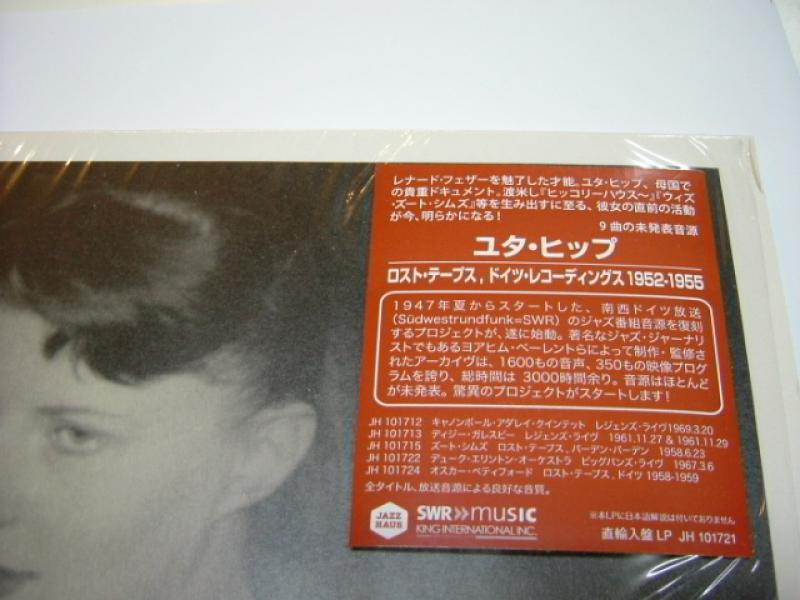 レナード・フェザーを魅了した才能。ユタ・ヒップ、母国で
の貴重ドキュメント。渡米し『ヒッコリーハウス〜』『ウィズ
・ズート・シムズ』等を生み出すに至る、彼女の直前の活動
が今、明らかになる!
9曲の未発表音源
ユタ・ヒップ
ロスト・テープス, ドイツ・レコーディングス 1952-1955
1947年夏からスタートした、南西ドイツ放送
(Südwestrundfunk=SWR)のジャズ番組音源を復刻
するプロジェクトが、遂に始動。著名なジャズ・ジャーナリ
ストでもあるヨアヒム・ベーレントらによって制作・監修さ
れたアーカイヴは、1600もの音声、350もの映像プログ
ラムを誇り、総時間は 3000時間余り。音源はほとんど
が未発表。驚異のプロジェクトがスタートします!
JH 101712 キャノンボール・アダレイ・クインテット レジェンズ・ライヴ1969.3.20
JH 101713 ディジー・ガレスピー レジェンズ・ライヴ 1961.11.27 & 1961.11.29
JH 101715 ズート・シムズ ロスト・テープス, バーデン・バーデン 1958.6.23
JH 101722 デューク・エリントン・オーケストラ ビッグバンズ・ライヴ 1967.3.6
JH 101724 オスカー・ペティフォード ロスト・テープス, ドイツ 1958-1959
全タイトル、放送音源による良好な音質。
JAZZ
HAUS
SWR>>music
KING INTERNATIONAL INC.
※本LPに日本語解説は付いておりません
直輸入盤 LP JH 101721